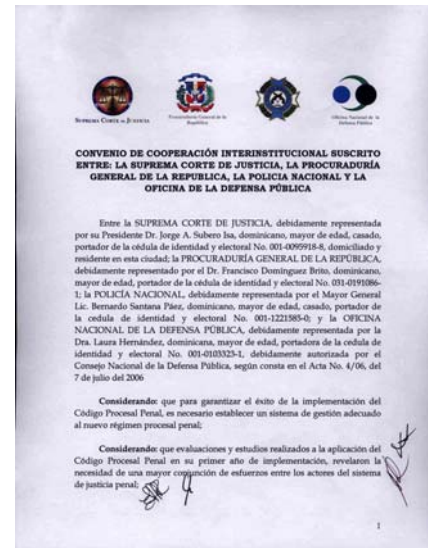 SUPREMA CORTE DE JUSTICIA
Procuraduría General de la
República
Oficina Nacional de la
Defensa Pública
CONVENIO DE COOPERACIÓN INTERINSTITUCIONAL SUSCRITO
ENTRE: LA SUPREMA CORTE DE JUSTICIA, LA PROCURADURÍA
GENERAL DE LA REPUBLICA, LA POLICIA NACIONAL Y LA
OFICINA DE LA DEFENSA PÚBLICA
Entre la SUPREMA CORTE DE JUSTICIA, debidamente representada
por su Presidente Dr. Jorge A. Subero Isa, dominicano, mayor de edad, casado,
portador de la cédula de identidad y electoral No. 001-0095918-8, domiciliado y
residente en esta ciudad; la PROCURADURÍA GENERAL DE LA REPÚBLICA,
debidamente representado por el Dr. Francisco Domínguez Brito, dominicano,
mayor de edad, portador de la cédula de identidad y electoral No. 031-0191086-
1; la POLICÍA NACIONAL, debidamente representada por el Mayor General
Lic. Bernardo Santana Páez, dominicano, mayor de edad, casado, portador de
la cedula de identidad y electoral No. 001-1221585-0; y la OFICINA
NACIONAL DE LA DEFENSA PÚBLICA, debidamente representada por la
Dra. Laura Hernández, dominicana, mayor de edad, portadora de la cedula de
identidad y electoral No. 001-0103323-1, debidamente autorizada por el
Consejo Nacional de la Defensa Pública, según consta en el Acta No. 4/06, del
7 de julio del 2006
Considerando: que para garantizar el éxito de la implementación del
Código Procesal Penal, es necesario establecer un sistema de gestión adecuado
al nuevo régimen procesal penal;
Considerando: que evaluaciones y estudios realizados a la aplicación del
Código Procesal Penal en su primer año de implementación, revelaron la
necesidad de una mayor conjunción de esfuerzos entre los actores del sistema
de justicia penal;
1